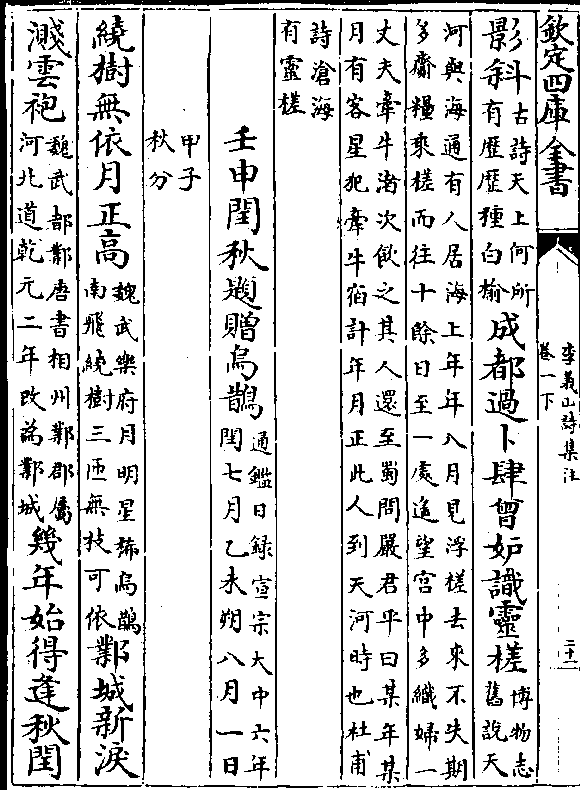 欽定四庫全書
李義山詩集注
卷一下
二十一
影斜古詩天上何所有歷歷種白榆成都過卜肆曾妬識靈槎博物志舊說天
河與海通有人居海上年年八月見浮槎去來不失期
多齎糧乘槎而往十餘日至一處遙望宮中多織婦一
丈夫牽牛渚次飲之其人還至蜀問嚴君平曰某年某
月有客星犯牽牛宿計年月正此人到天河時也杜甫
詩滄海
有靈槎
壬申閏秋題贈烏鵲通鑑日録宣宗大中六年閏七月乙未朔八月一日
甲子
秋分
繞樹無依月正高魏武樂府月明星稀烏鵲南飛繞樹三匝無枝可依鄴城新淚
濺雲袍魏武都鄴唐書相州鄴郡屬河北道乾元二年改為鄴城幾年始得逢秋閏